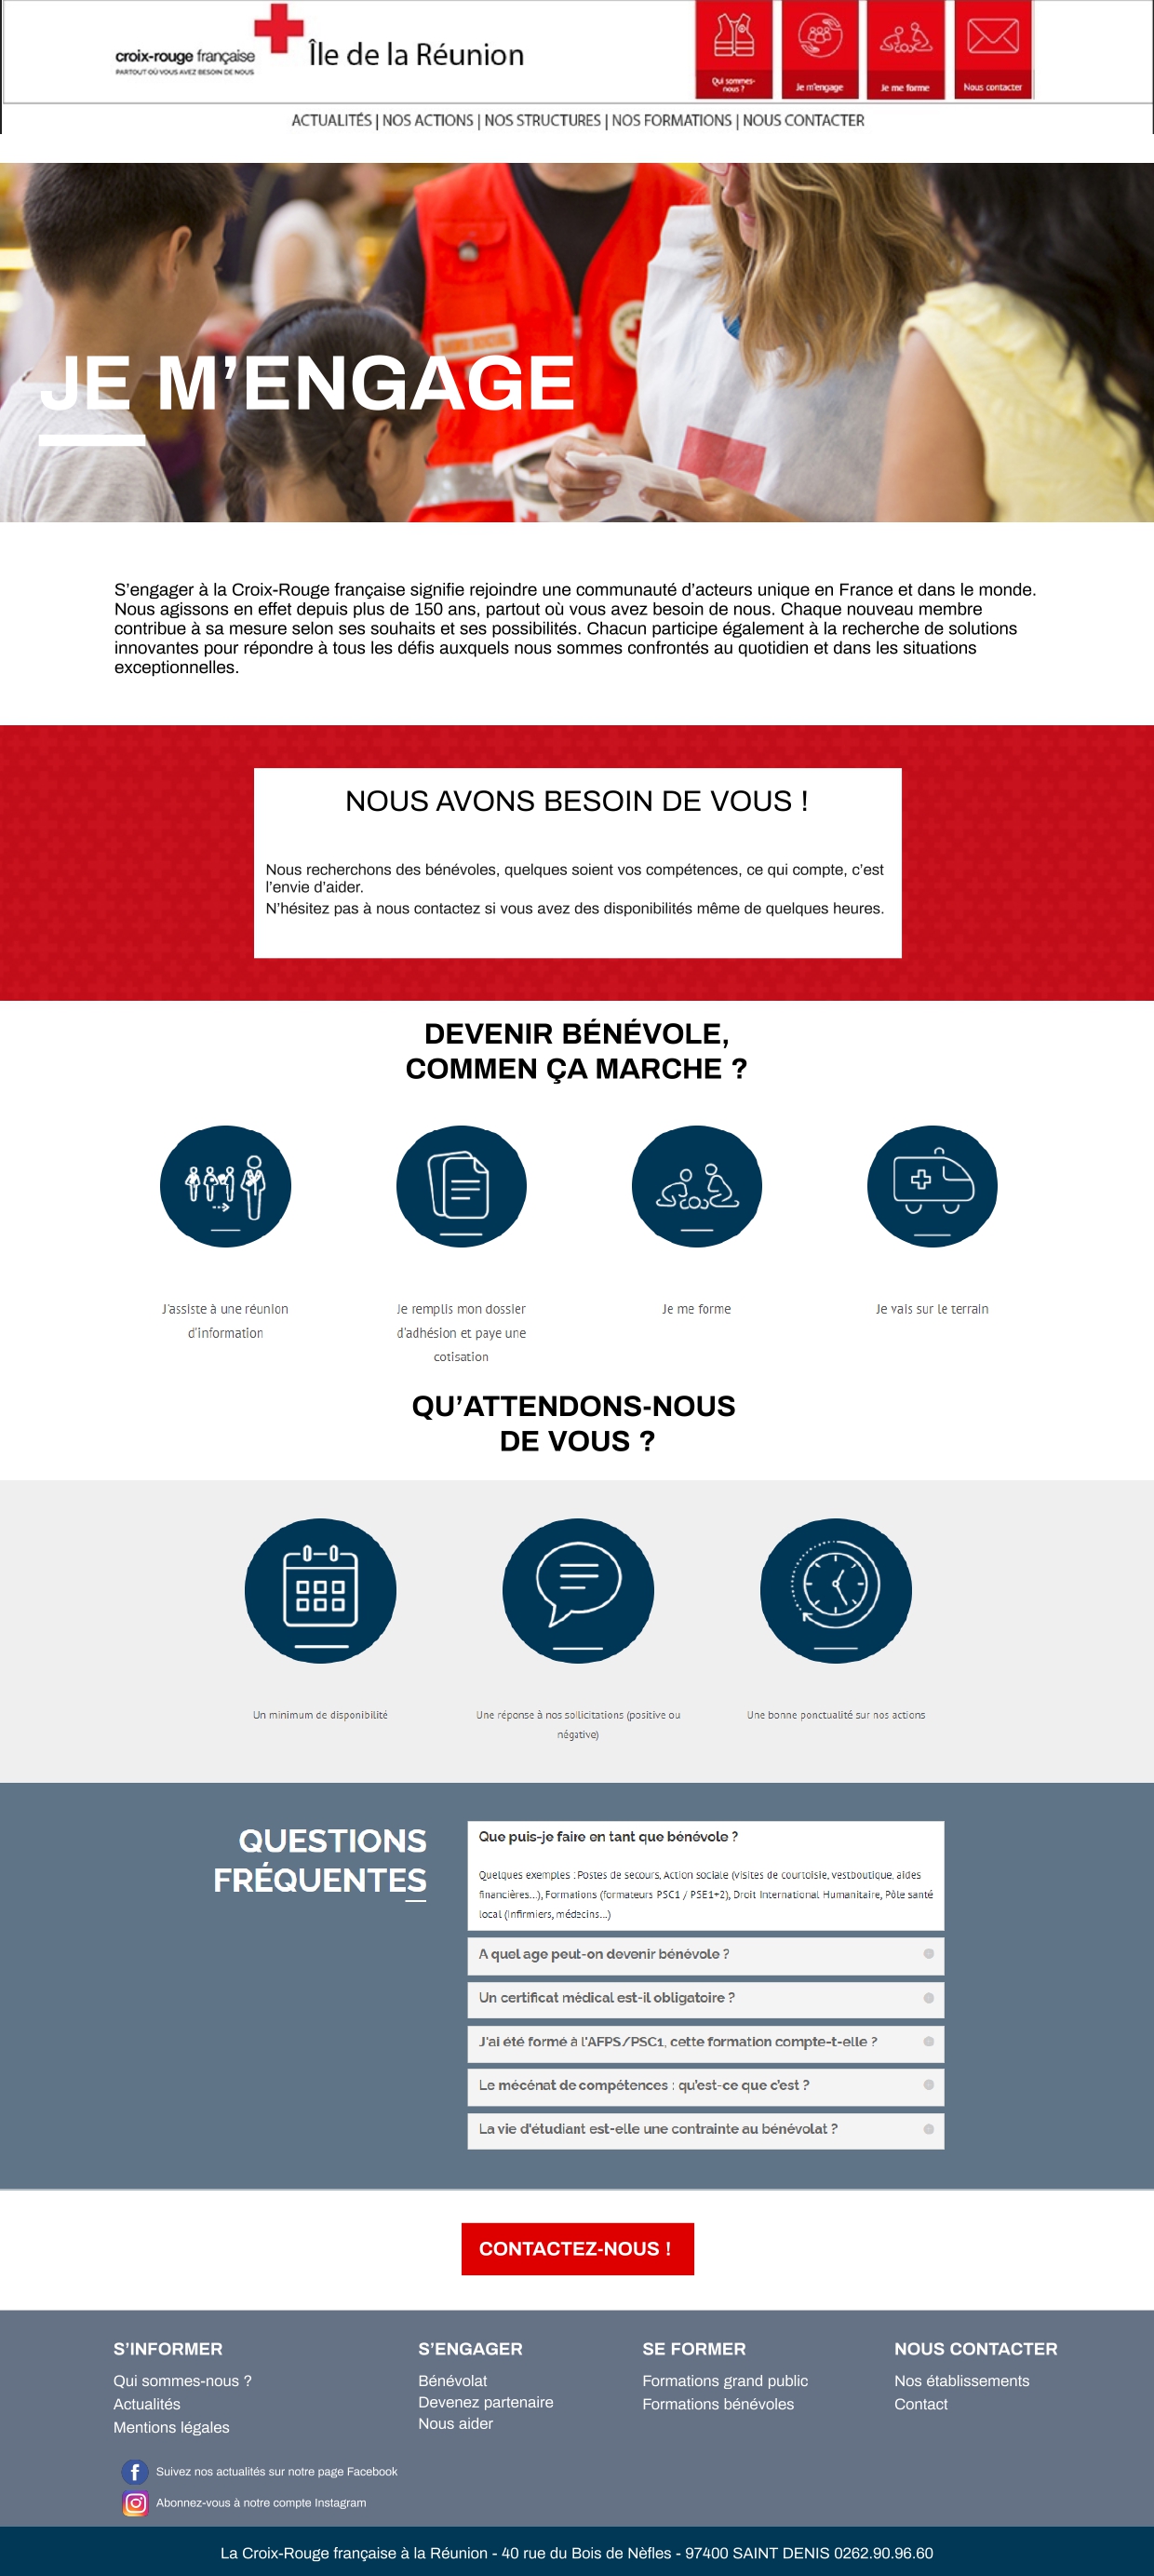 croix-rouge française
PARTOUT OÙ VOUS AVEZ BESOIN DE NOUS
Île de la Réunion
Qui sommes-
nous ?
Je m'engage
Je me forme
Nous contacter
ACTUALITÉS | NOS ACTIONS | NOS STRUCTURES | NOS FORMATIONS | NOUS CONTACTER
JE M'ENGAGE
S'engager à la Croix-Rouge française signifie rejoindre une communauté d'acteurs unique en France et dans le monde.
Nous agissons en effet depuis plus de 150 ans, partout où vous avez besoin de nous. Chaque nouveau membre
contribue à sa mesure selon ses souhaits et ses possibilités. Chacun participe également à la recherche de solutions
innovantes pour répondre à tous les défis auxquels nous sommes confrontés au quotidien et dans les situations
exceptionnelles.
NOUS AVONS BESOIN DE VOUS !
Nous recherchons des bénévoles, quelques soient vos compétences, ce qui compte, c'est
l'envie d'aider.
N'hésitez pas à nous contactez si vous avez des disponibilités même de quelques heures.
DEVENIR BÉNÉVOLE,
COMMEN ÇA MARCHE ?
J'assiste à une réunion
d'information
Je remplis mon dossier
d'adhésion et paye une
cotisation
Je me forme
Je vais sur le terrain
QU'ATTENDONS-NOUS
DE VOUS ?
Un minimum de disponibilité
Une réponse à nos sollicitations (positive ou
négative)
Une bonne ponctualité sur nos actions
QUESTIONS
FRÉQUENTES
Que puis-je faire en tant que bénévole ?
Quelques exemples : Postes de secours, Action sociale (visites de courtoisie, vestboutique, aides
financières...), Formations (formateurs PSC1 / PSE1+2), Droit International Humanitaire, Pôle santé
local (Infirmiers, médecins...)
A quel age peut-on devenir bénévole ?
Un certificat médical est-il obligatoire ?
J'ai été formé à l'AFPS/PSC1, cette formation compte-t-elle ?
Le mécénat de compétences : qu'est-ce que c'est ?
La vie d'étudiant est-elle une contrainte au bénévolat ?
CONTACTEZ-NOUS !
S'INFORMER
Qui sommes-nous ?
Actualités
Mentions légales
S'ENGAGER
Bénévolat
Devenez partenaire
Nous aider
SE FORMER
Formations grand public
Formations bénévoles
NOUS CONTACTER
Nos établissements
Contact
Suivez nos actualités sur notre page Facebook
Abonnez-vous à notre compte Instagram
La Croix-Rouge française à la Réunion - 40 rue du Bois de Nèfles - 97400 SAINT DENIS 0262.90.96.60